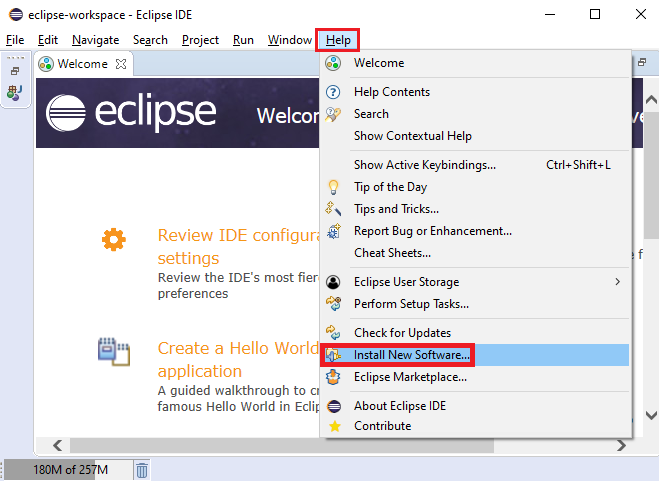 eclipse-workspace - Eclipse IDE
File Edit Navigate Search Project Run Window Help
Welcome
eclipse Welcom
ve
Review IDE configura
settings
Review the IDE's most fierc
preferences
Create a Hello World
application
A guided walkthrough to cr
famous Hello World in Eclip
e f
Welcome
Help Contents
Search
Show Contextual Help
Show Active Keybindings... Ctrl+Shift+L
Tip of the Day
Tips and Tricks...
Report Bug or Enhancement...
Cheat Sheets...
Eclipse User Storage
Perform Setup Tasks...
Check for Updates
Install New Software...
Eclipse Marketplace...
About Eclipse IDE
Contribute
180M of 257M